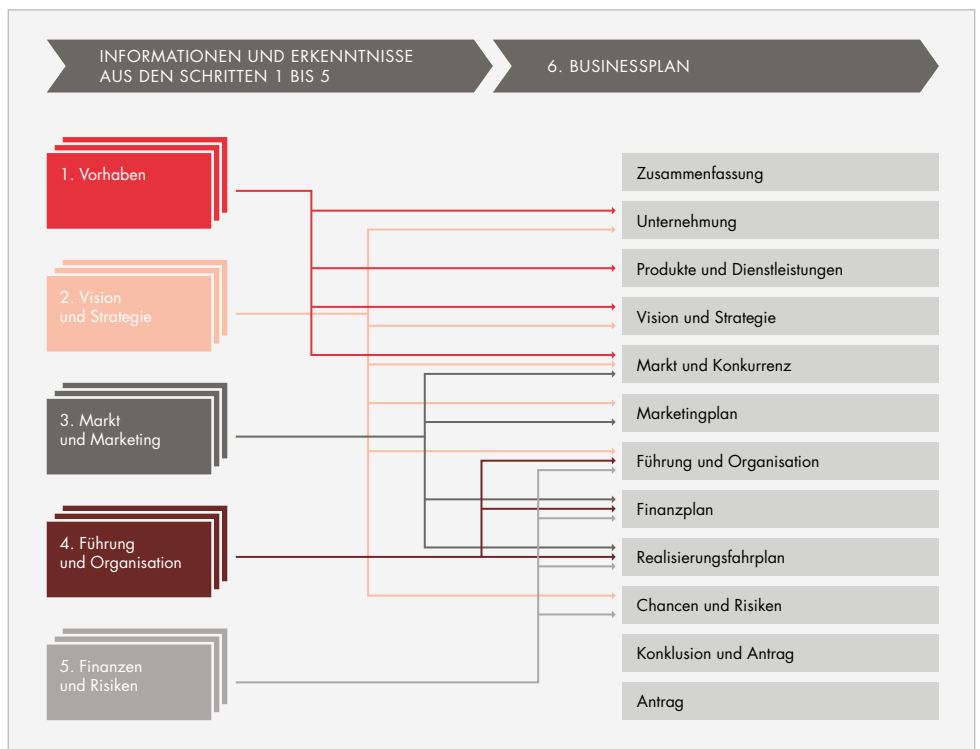 INFORMATIONEN UND ERKENNTNISSE
AUS DEN SCHRITTEN 1 BIS 5
6. BUSINESSPLAN
1. Vorhaben
2. Vision
und Strategie
3. Markt
und Marketing
4. Führung
und Organisation
5. Finanzen
und Risiken
Zusammenfassung
Unternehmung
Produkte und Dienstleistungen
Vision und Strategie
Markt und Konkurrenz
Marketingplan
Führung und Organisation
Finanzplan
Realisierungsfahrplan
Chancen und Risiken
Konklusion und Antrag
Antrag